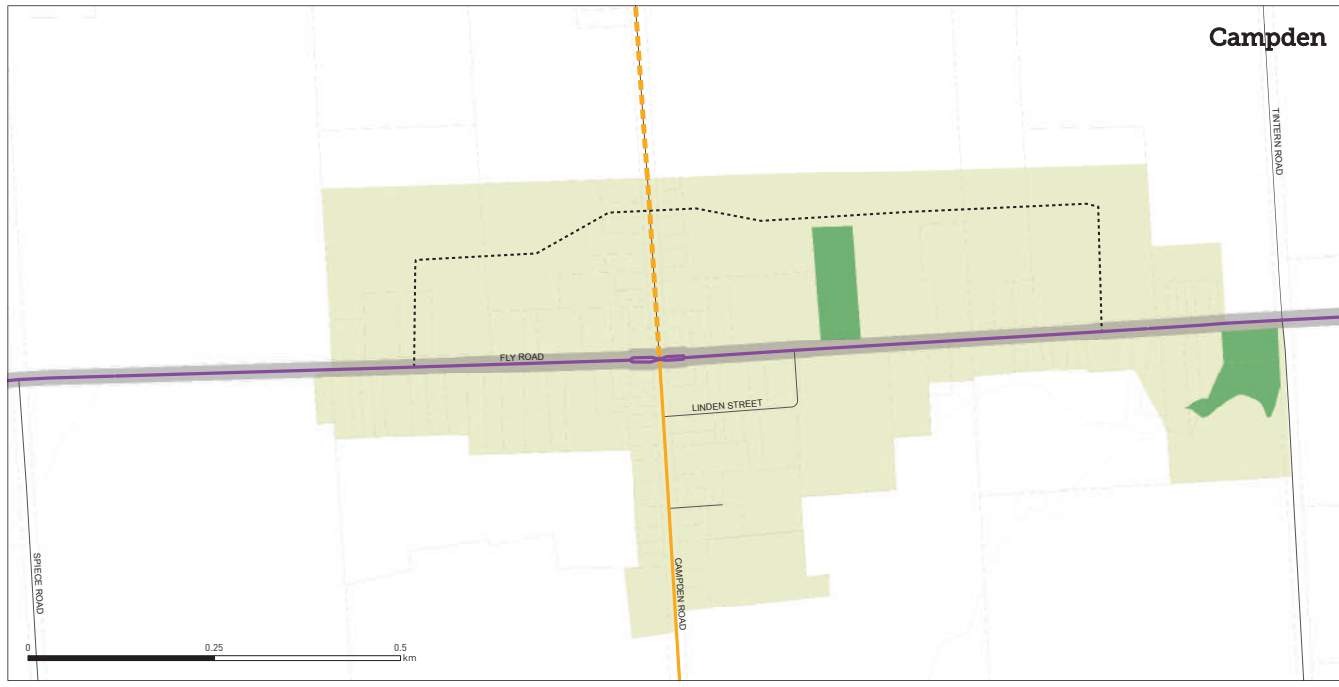 Campden
TINTERN ROAD
FLY ROAD
LINDEN STREET
SPIECE ROAD
CAMPDEN ROAD
0 0.25 0.5
km